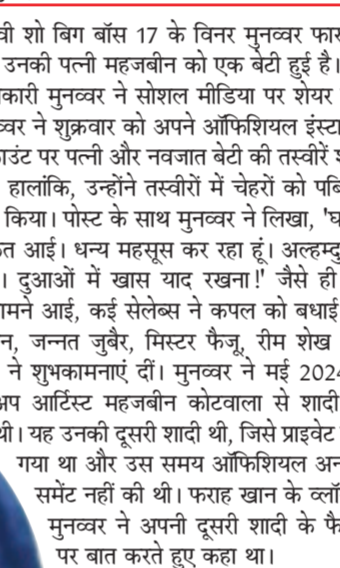 वी शो बिग बॉस 17 के विनर मुनव्वर फार
उनकी पत्नी महजबीन को एक बेटी हुई है।
कारी मुनव्वर ने सोशल मीडिया पर शेयर
व्वर ने शुक्रवार को अपने ऑफिशियल इंस्टा
ाउंट पर पत्नी और नवजात बेटी की तस्वीरें श
हालांकि, उन्होंने तस्वीरों में चेहरों को पब्
किया। पोस्ट के साथ मुनव्वर ने लिखा, 'घ
त आई। धन्य महसूस कर रहा हूं। अल्हम्दु
। दुआओं में खास याद रखना!' जैसे ही
ामने आई, कई सेलेब्स ने कपल को बधाई
न, जन्नत जुबैर, मिस्टर फैजू, रीम शेख
ने शुभकामनाएं दीं। मुनव्वर ने मई 2024
अप आर्टिस्ट महजबीन कोटवाला से शादी
थी। यह उनकी दूसरी शादी थी, जिसे प्राइवेट
गया था और उस समय ऑफिशियल अन
समेंट नहीं की थी। फराह खान के व्लॉ
मुनव्वर ने अपनी दूसरी शादी के फै
पर बात करते हुए कहा था।